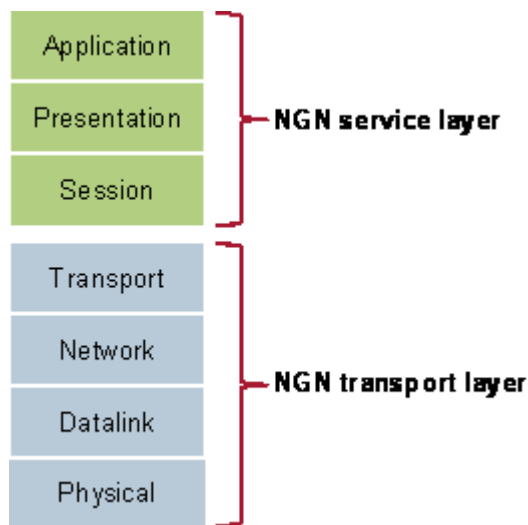 Application
Presentation
NGN service layer
Session
Transport
Network
NGN transport layer
Datalink
Physical